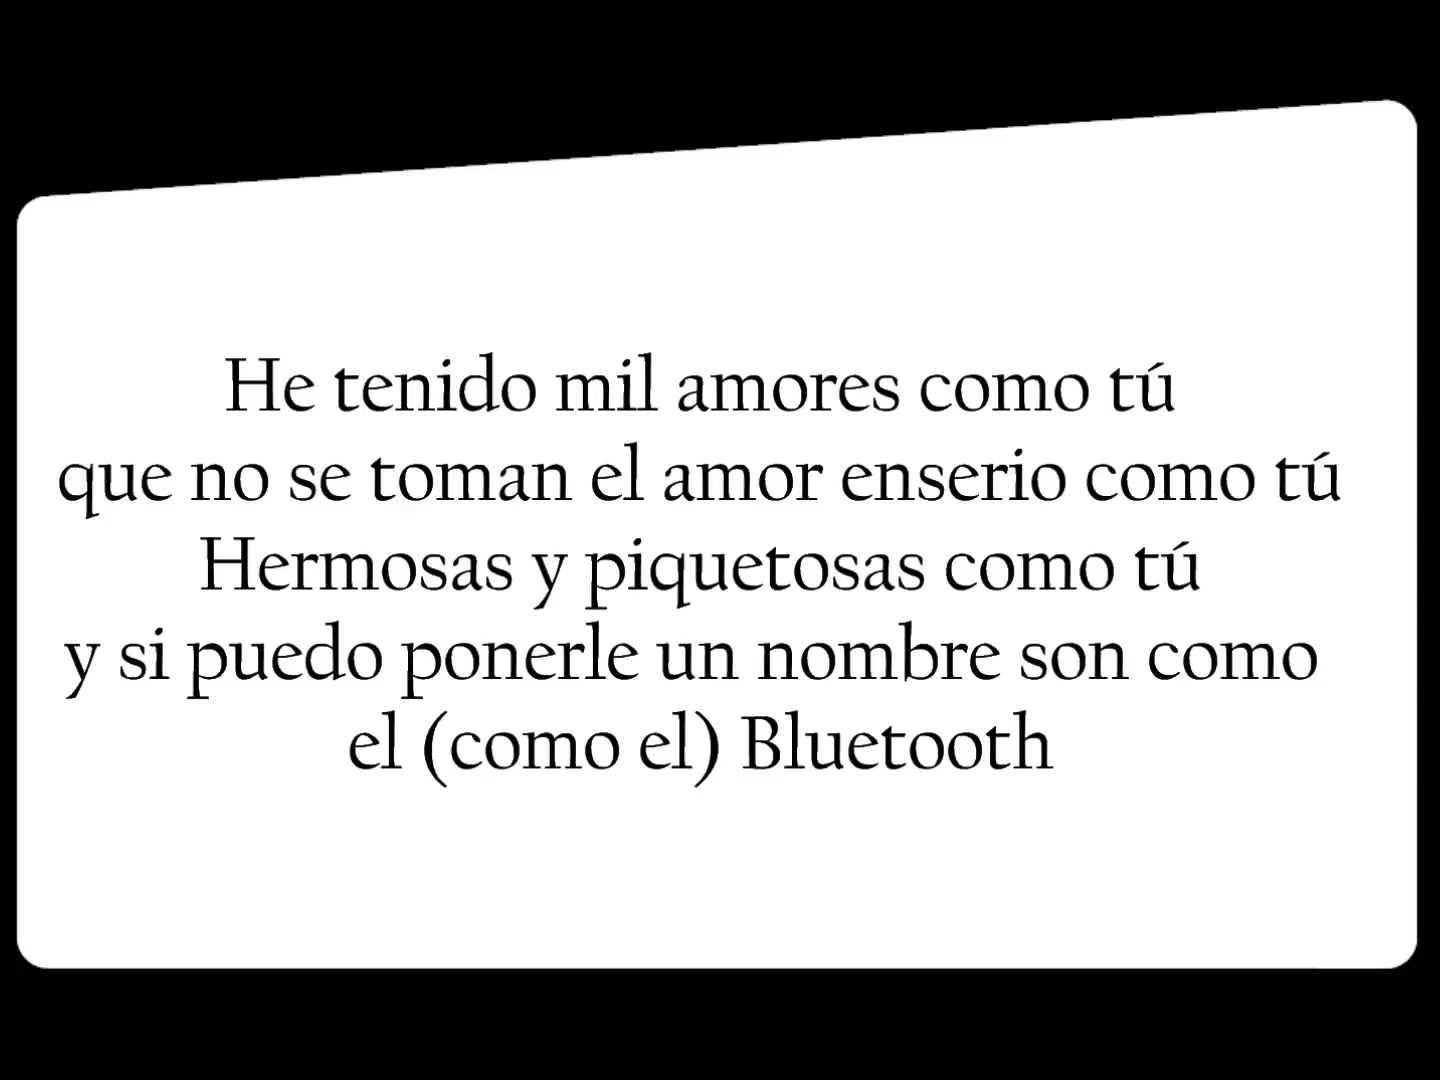 He tenido mil amores como tú
que no se toman el amor enserio como tú
Hermosas y piquetosas como tú
y si puedo ponerle un nombre son como
el (como el) Bluetooth